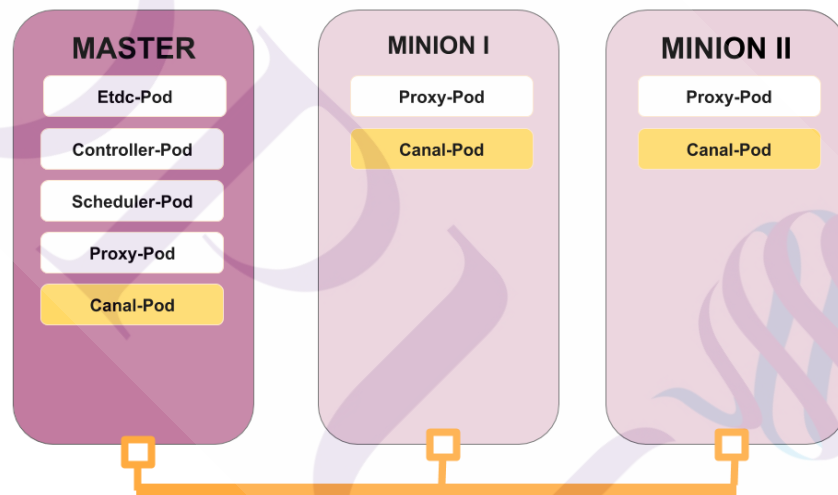 MASTER
Etdc-Pod
Controller-Pod
Scheduler-Pod
Proxy-Pod
Canal-Pod
MINION I
Proxy-Pod
Canal-Pod
MINION II
Proxy-Pod
Canal-Pod